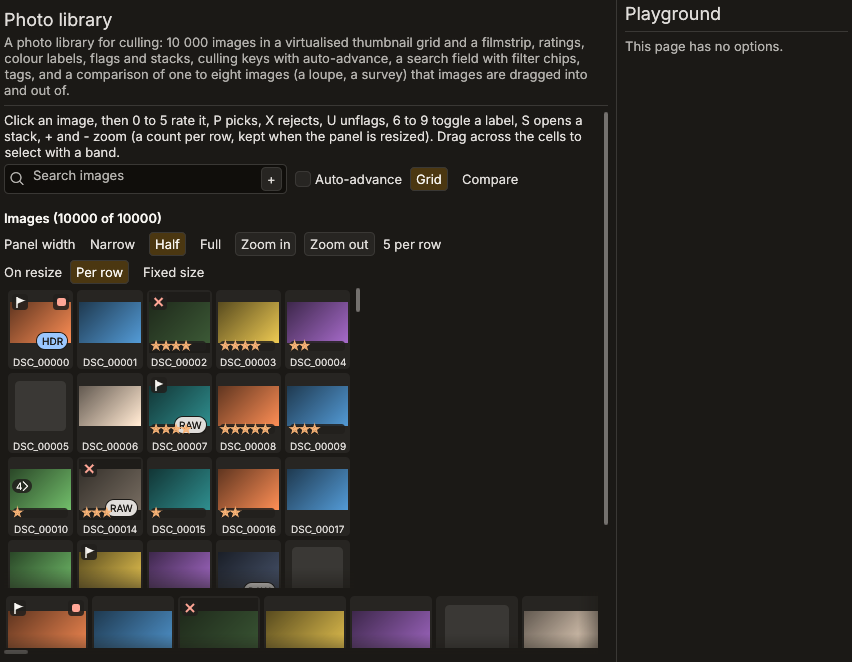 Photo library
A photo library for culling: 10 000 images in a virtualised thumbnail grid and a filmstrip, ratings,
colour labels, flags and stacks, culling keys with auto-advance, a search field with filter chips,
tags, and a comparison of one to eight images (a loupe, a survey) that images are dragged into
and out of.
Click an image, then 0 to 5 rate it, P picks, X rejects, U unflags, 6 to 9 toggle a label, S opens a
stack, + and - zoom (a count per row, kept when the panel is resized). Drag across the cells to
select with a band.
Search images + Auto-advance Grid Compare
Images (10000 of 10000)
Panel width Narrow Half Full Zoom in Zoom out 5 per row
On resize Per row Fixed size
HDR
DSC_00000 DSC_00001 DSC_00002 DSC_00003 DSC_00004
RAW
DSC_00005 DSC_00006 DSC_00007 DSC_00008 DSC_00009
4
RAW
DSC_00010 DSC_00014 DSC_00015 DSC_00016 DSC_00017
Playground
This page has no options.